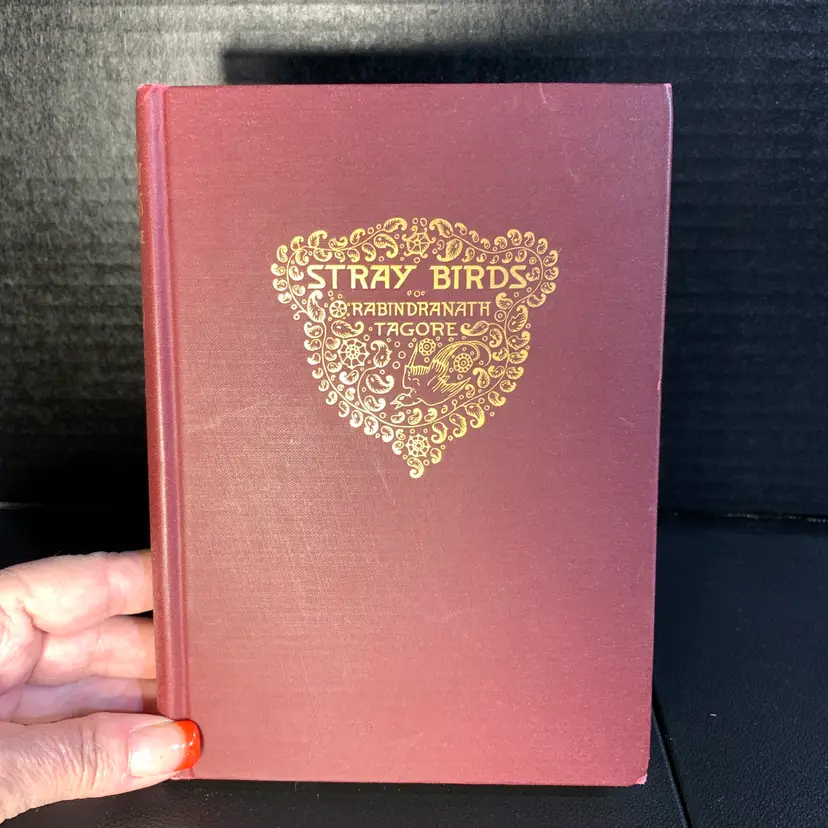 STRAY BIRDS
OF
RABINDRANATH
TAGORE